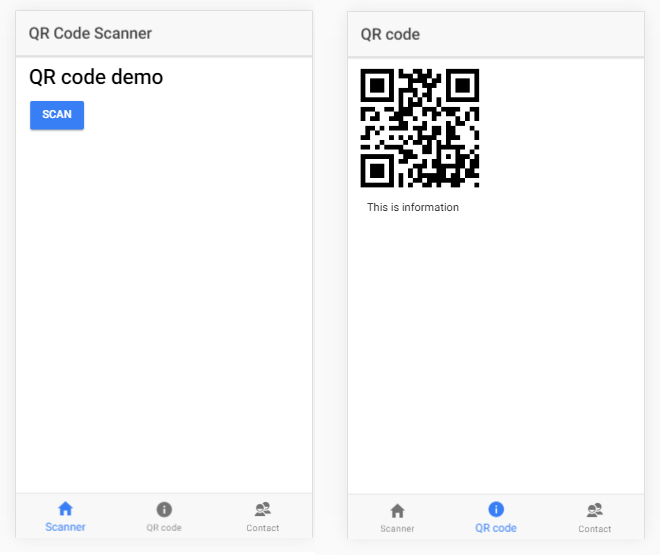 QR Code Scanner
QR code demo
SCAN
Scanner
QR code
Contact
QR code
This is information
Scanner
QR code
Contact